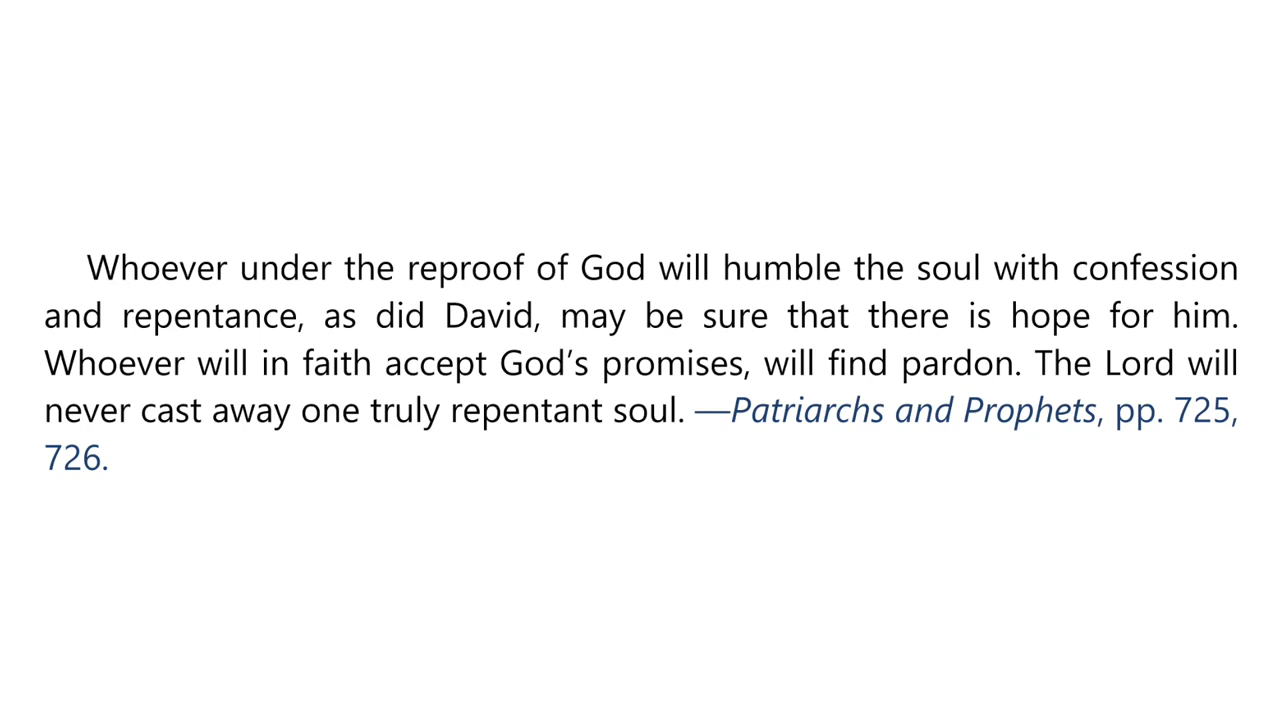 Whoever under the reproof of God will humble the soul with confession
and repentance, as did David, may be sure that there is hope for him.
Whoever will in faith accept God’s promises, will find pardon. The Lord will
never cast away one truly repentant soul. —Patriarchs and Prophets, pp. 725,
726.